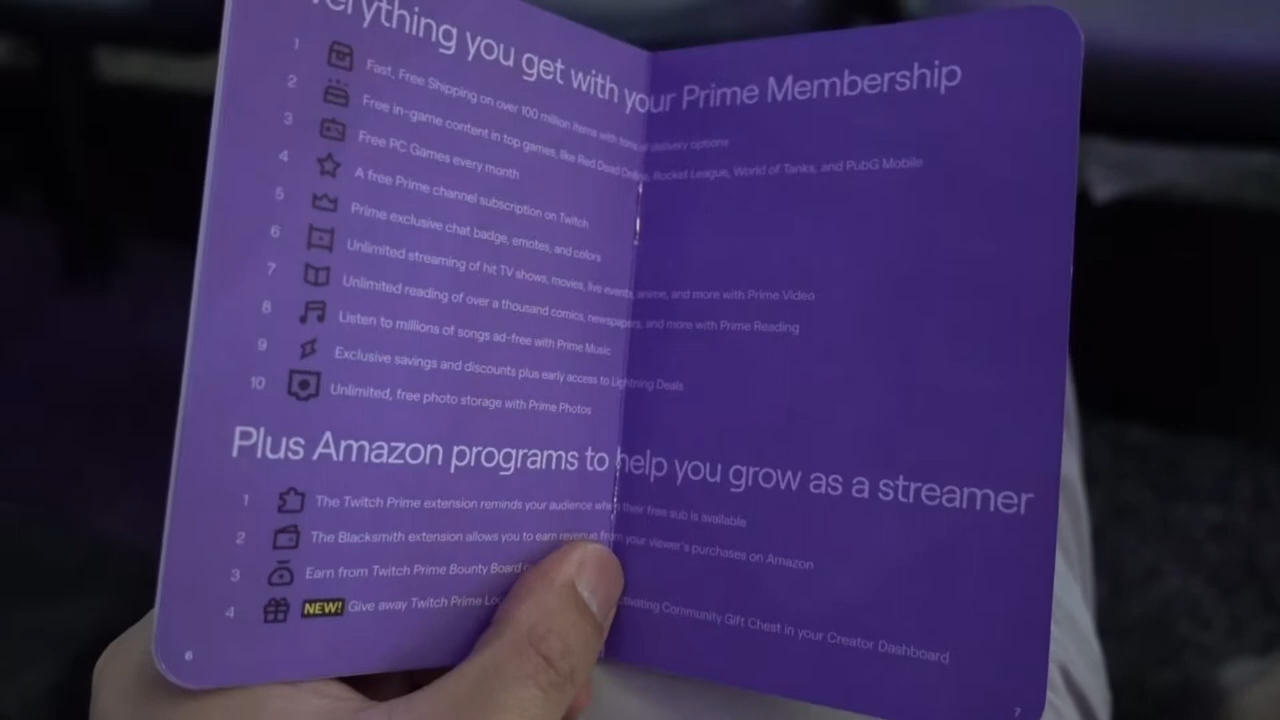 everything you get with your Prime Membership
1 Fast, Free Shipping on over 100 million items with tons of delivery options
2 Free in-game content in top games, like Red Dead Online, Rocket League, World of Tanks, and PubG Mobile
3 Free PC Games every month
4 A free Prime channel subscription on Twitch
5 Prime exclusive chat badge, emotes, and colors
6 Unlimited streaming of hit TV shows, movies, live events, anime, and more with Prime Video
7 Unlimited reading of over a thousand comics, newspapers, and more with Prime Reading
8 Listen to millions of songs ad-free with Prime Music
9 Exclusive savings and discounts plus early access to Lightning Deals
10 Unlimited, free photo storage with Prime Photos
Plus Amazon programs to help you grow as a streamer
1 The Twitch Prime extension reminds your audience when their free sub is available
2 The Blacksmith extension allows you to earn revenue from your viewer's purchases on Amazon
3 Earn from Twitch Prime Bounty Board
4 NEW! Give away Twitch Prime Community Gift Chest in your Creator Dashboard
6
7